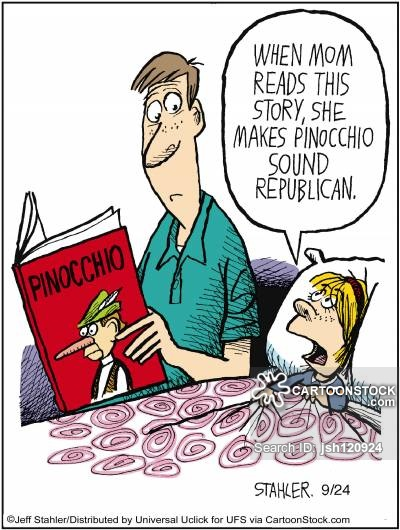 WHEN MOM
READS THIS
STORY, SHE
MAKES PINOCCHIO
SOUND
REPUBLICAN.
PINOCCHIO
CARTOONSTOCK
.com
Search ID: jsh120924
STAHLER. 9/24
©Jeff Stahler/Distributed by Universal Uclick for UFS via CartoonStock.com